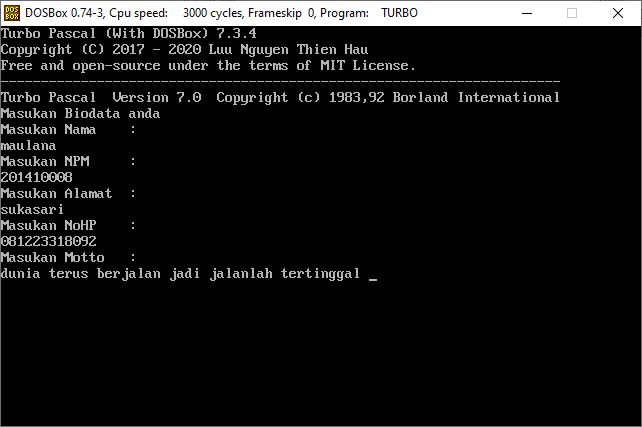 DOSBox 0.74-3, Cpu speed: 3000 cycles, Frameskip 0, Program: TURBO
Turbo Pascal (With DOSBox) 7.3.4
Copyright (C) 2017 - 2020 Luu Nguyen Thien Hau
Free and open-source under the terms of MIT License.
----------------------------------------------------------------------
Turbo Pascal  Version 7.0  Copyright (c) 1983,92 Borland International
Masukan Biodata anda
Masukan Nama    :
maulana
Masukan NPM     :
201410008
Masukan Alamat  :
sukasari
Masukan NoHP    :
081223318092
Masukan Motto   :
dunia terus berjalan jadi jalanlah tertinggal _